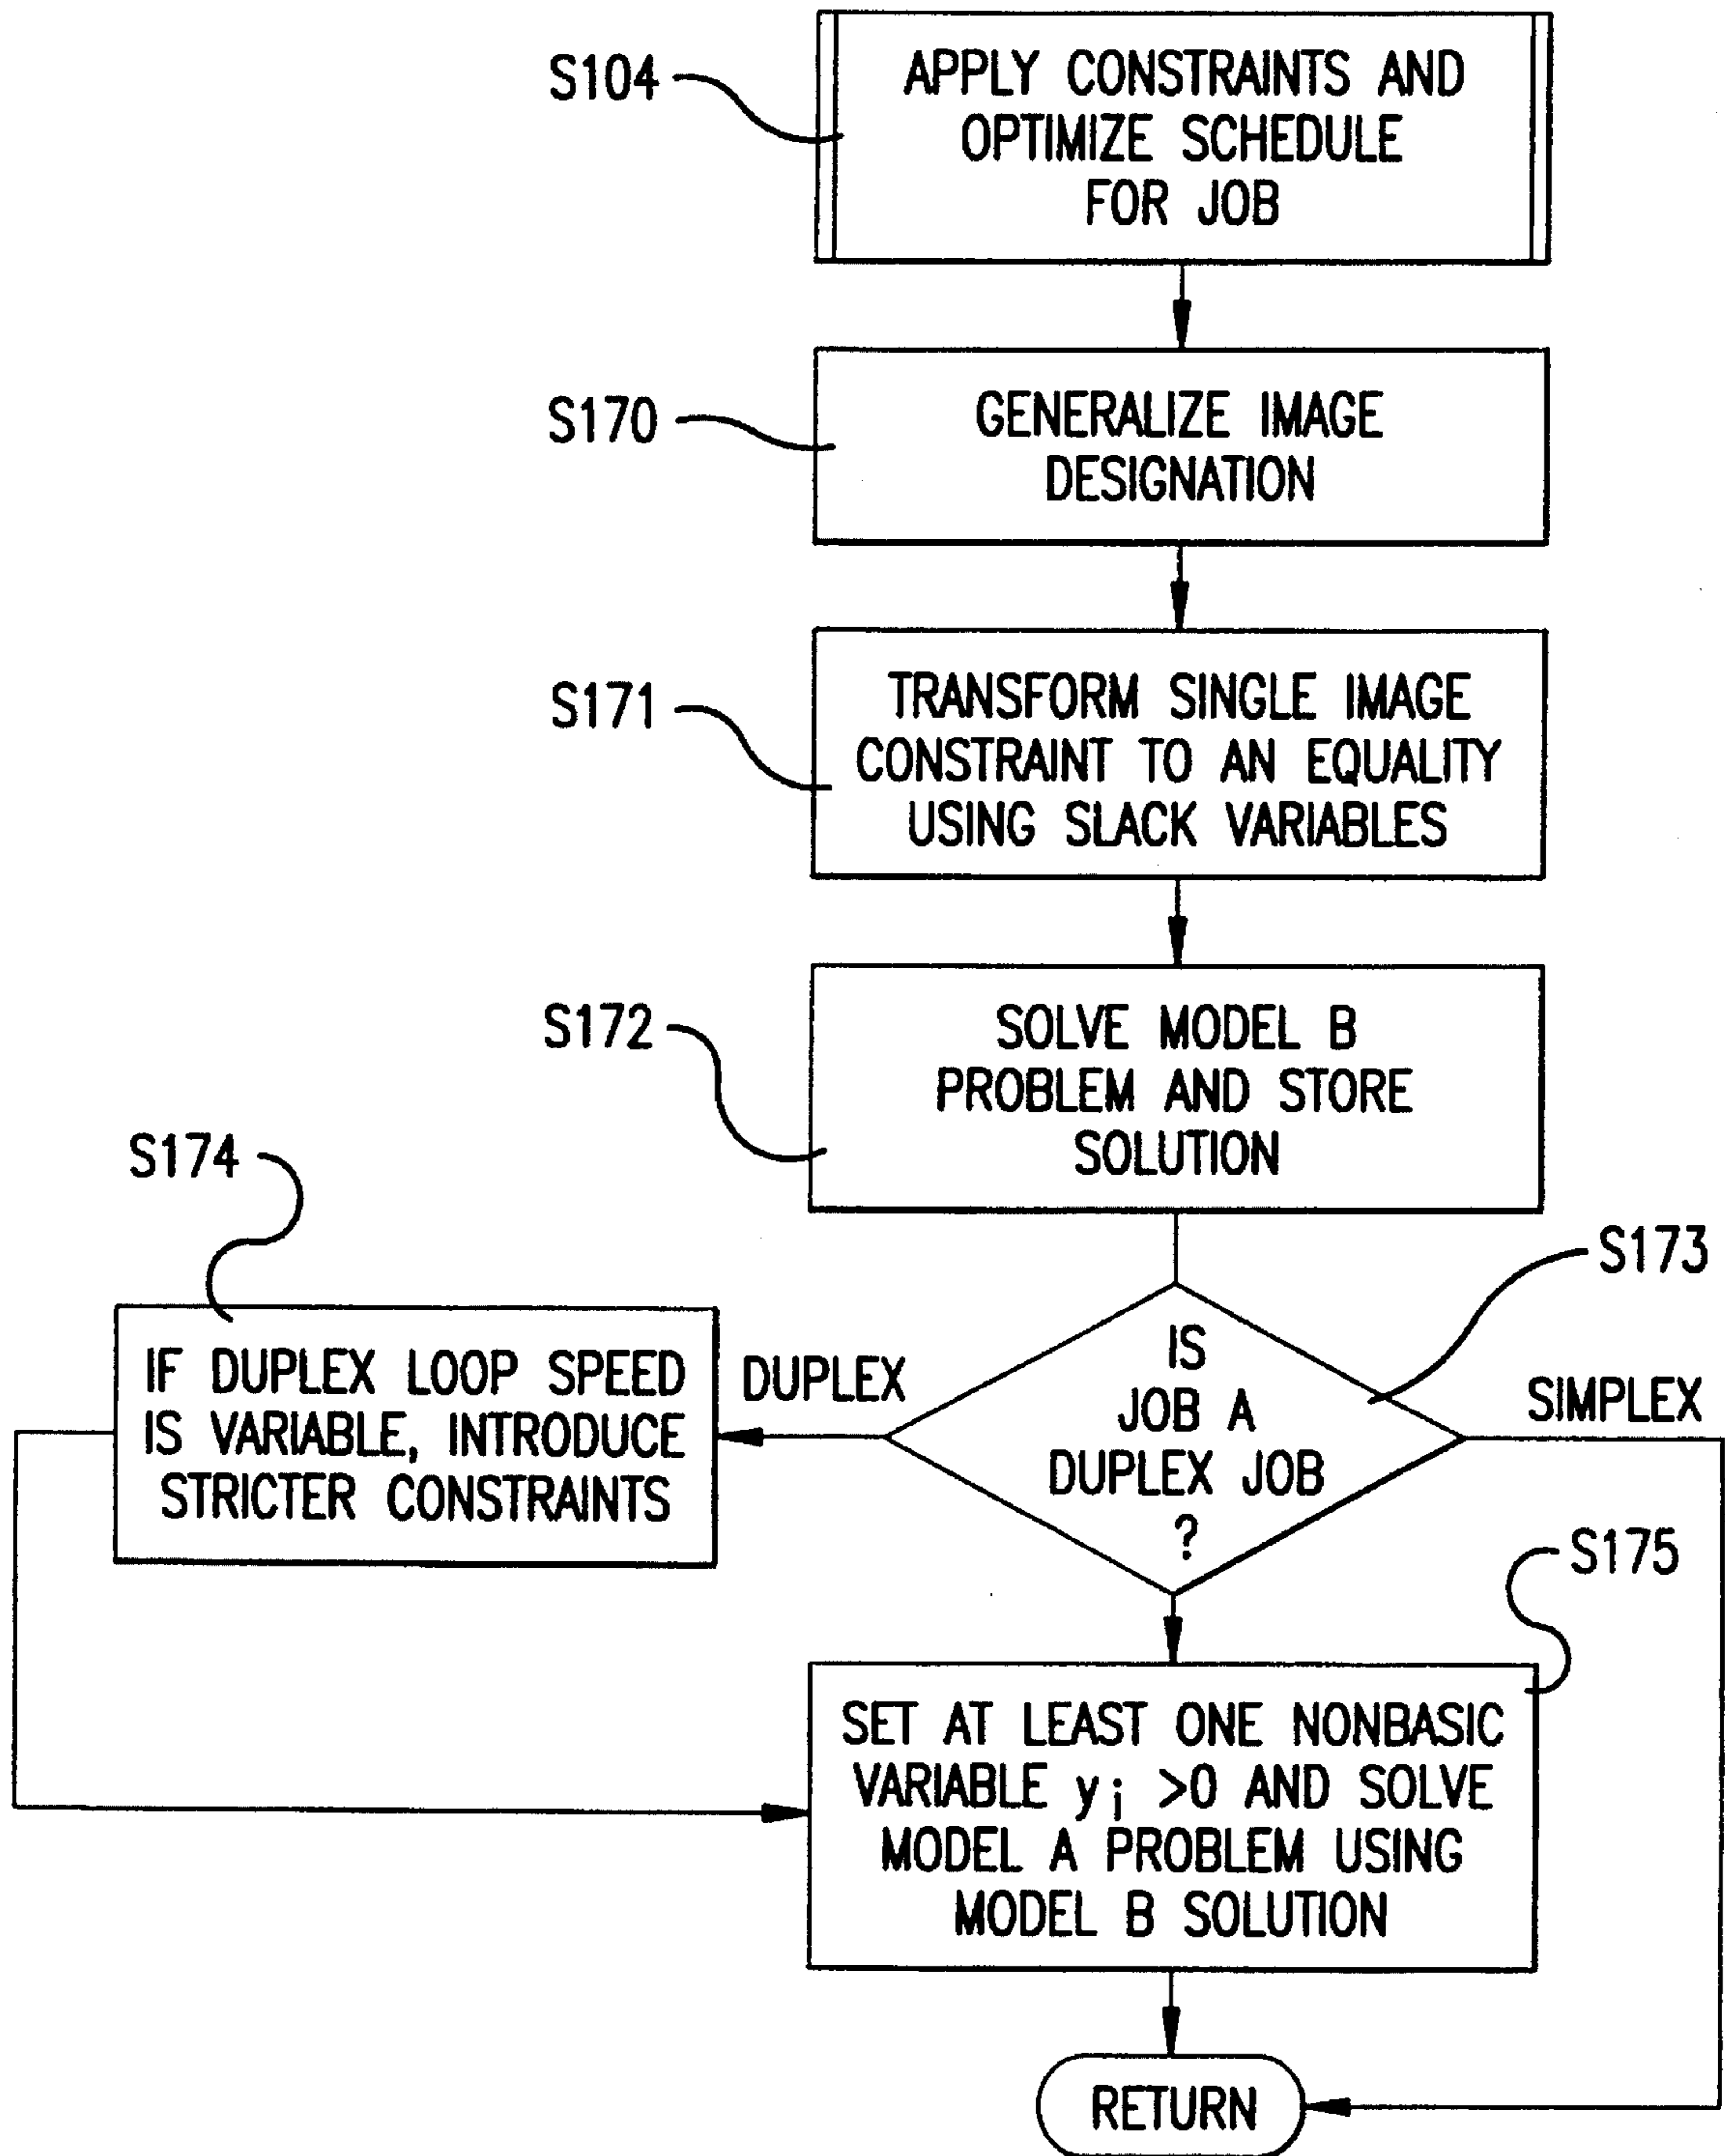 S104
APPLY CONSTRAINTS AND
OPTIMIZE SCHEDULE
FOR JOB
S170
GENERALIZE IMAGE
DESIGNATION
S171
TRANSFORM SINGLE IMAGE
CONSTRAINT TO AN EQUALITY
USING SLACK VARIABLES
S172
SOLVE MODEL B
PROBLEM AND STORE
SOLUTION
S174
IF DUPLEX LOOP SPEED
IS VARIABLE, INTRODUCE
STRICTER CONSTRAINTS
DUPLEX
S173
IS
JOB A
DUPLEX JOB
?
SIMPLEX
S175
SET AT LEAST ONE NONBASIC
VARIABLE yi >0 AND SOLVE
MODEL A PROBLEM USING
MODEL B SOLUTION
RETURN